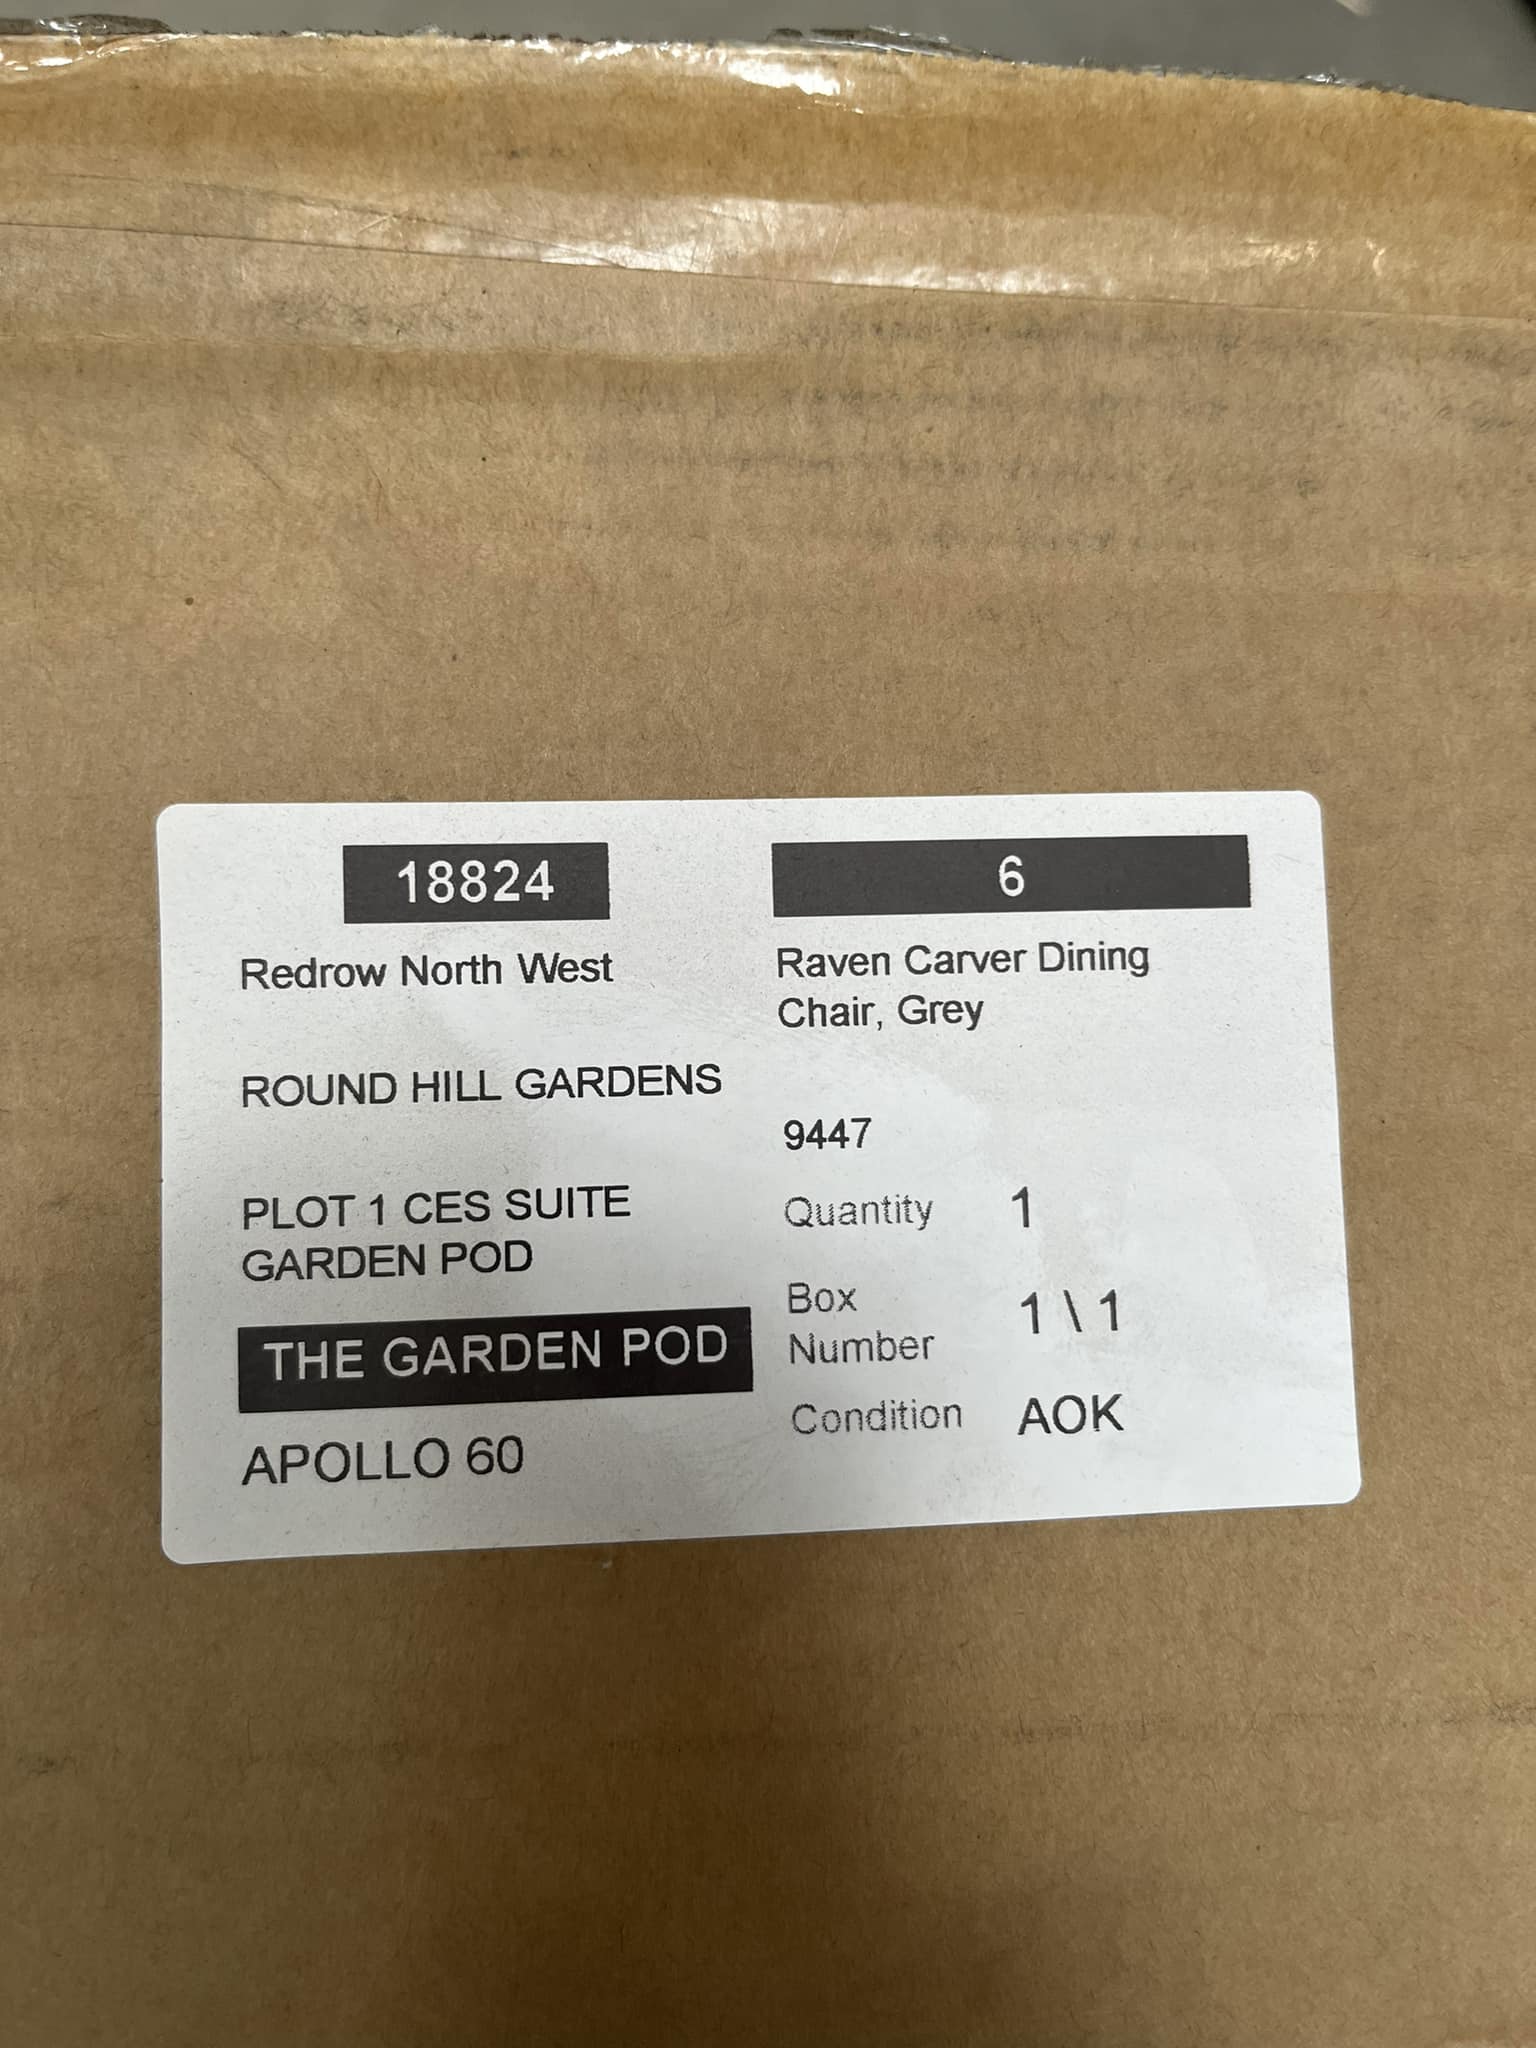 18824
Redrow North West
ROUND HILL GARDENS
PLOT 1 CES SUITE
GARDEN POD
THE GARDEN POD
APOLLO 60
6
Raven Carver Dining
Chair, Grey
9447
Quantity 1
Box
Number 1 \ 1
Condition AOK